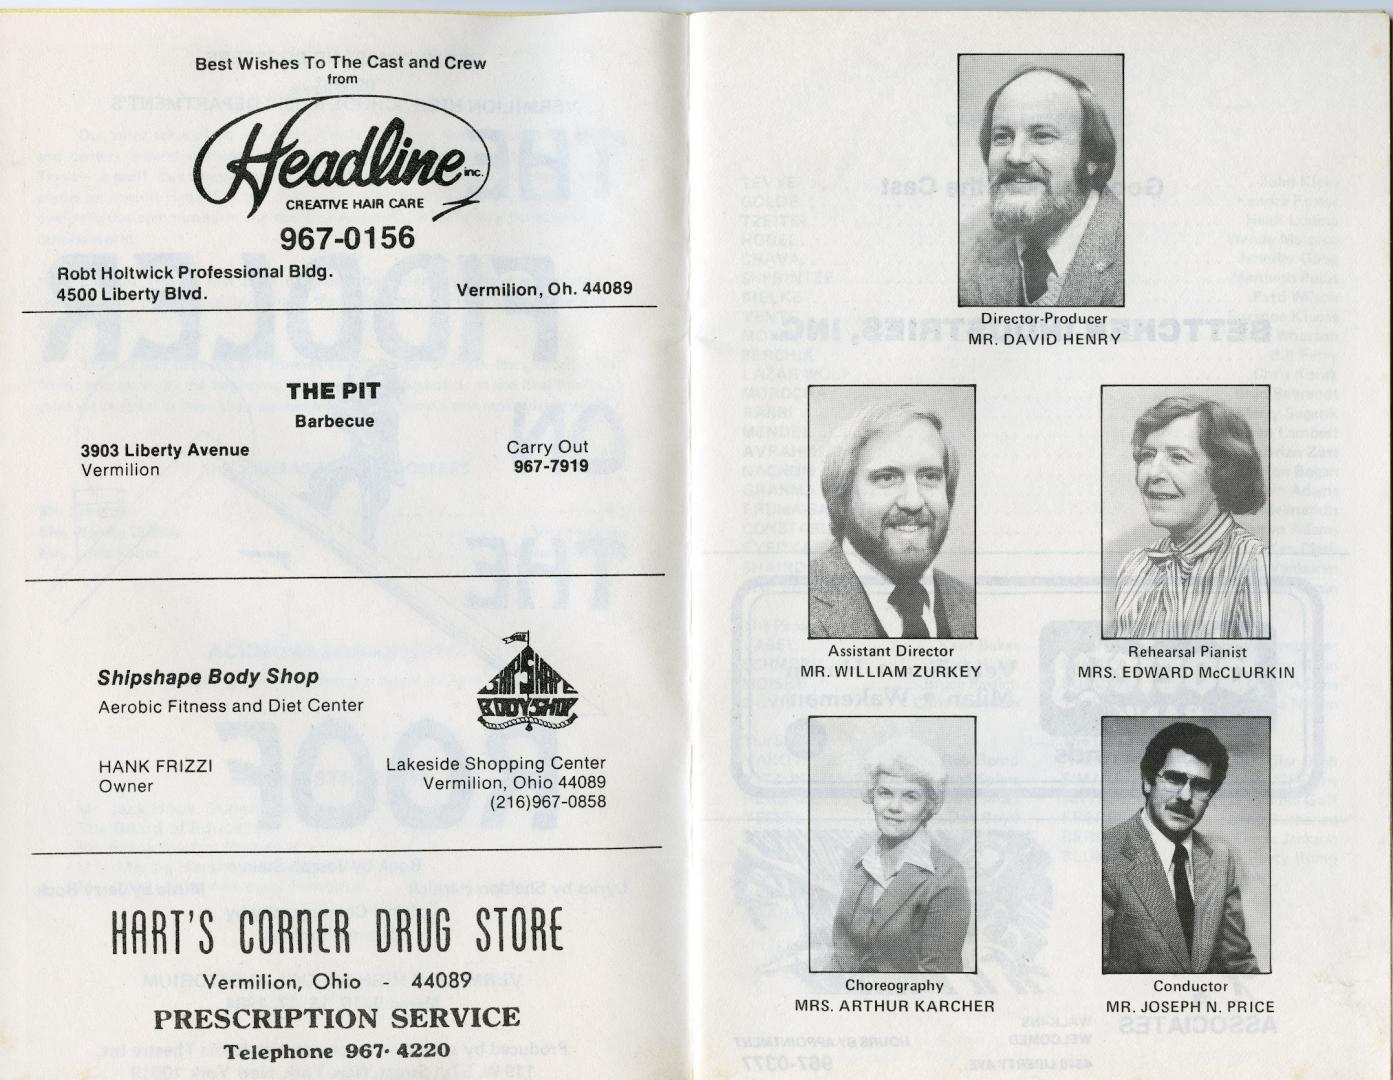 Best Wishes To The Cast and Crew
from
Headline inc.
CREATIVE HAIR CARE
967-0156
Robt Holtwick Professional Bldg.
4500 Liberty Blvd.
Vermilion, Oh. 44089
THE PIT
Barbecue
3903 Liberty Avenue
Vermilion
Carry Out
967-7919
Shipshape Body Shop
Aerobic Fitness and Diet Center
SHIP SHAPE
BODY SHOP
HANK FRIZZI
Owner
Lakeside Shopping Center
Vermilion, Ohio 44089
(216)967-0858
HART'S CORNER DRUG STORE
Vermilion, Ohio - 44089
PRESCRIPTION SERVICE
Telephone 967-4220
Director-Producer
MR. DAVID HENRY
Assistant Director
MR. WILLIAM ZURKEY
Rehearsal Pianist
MRS. EDWARD McCLURKIN
Choreography
MRS. ARTHUR KARCHER
Conductor
MR. JOSEPH N. PRICE